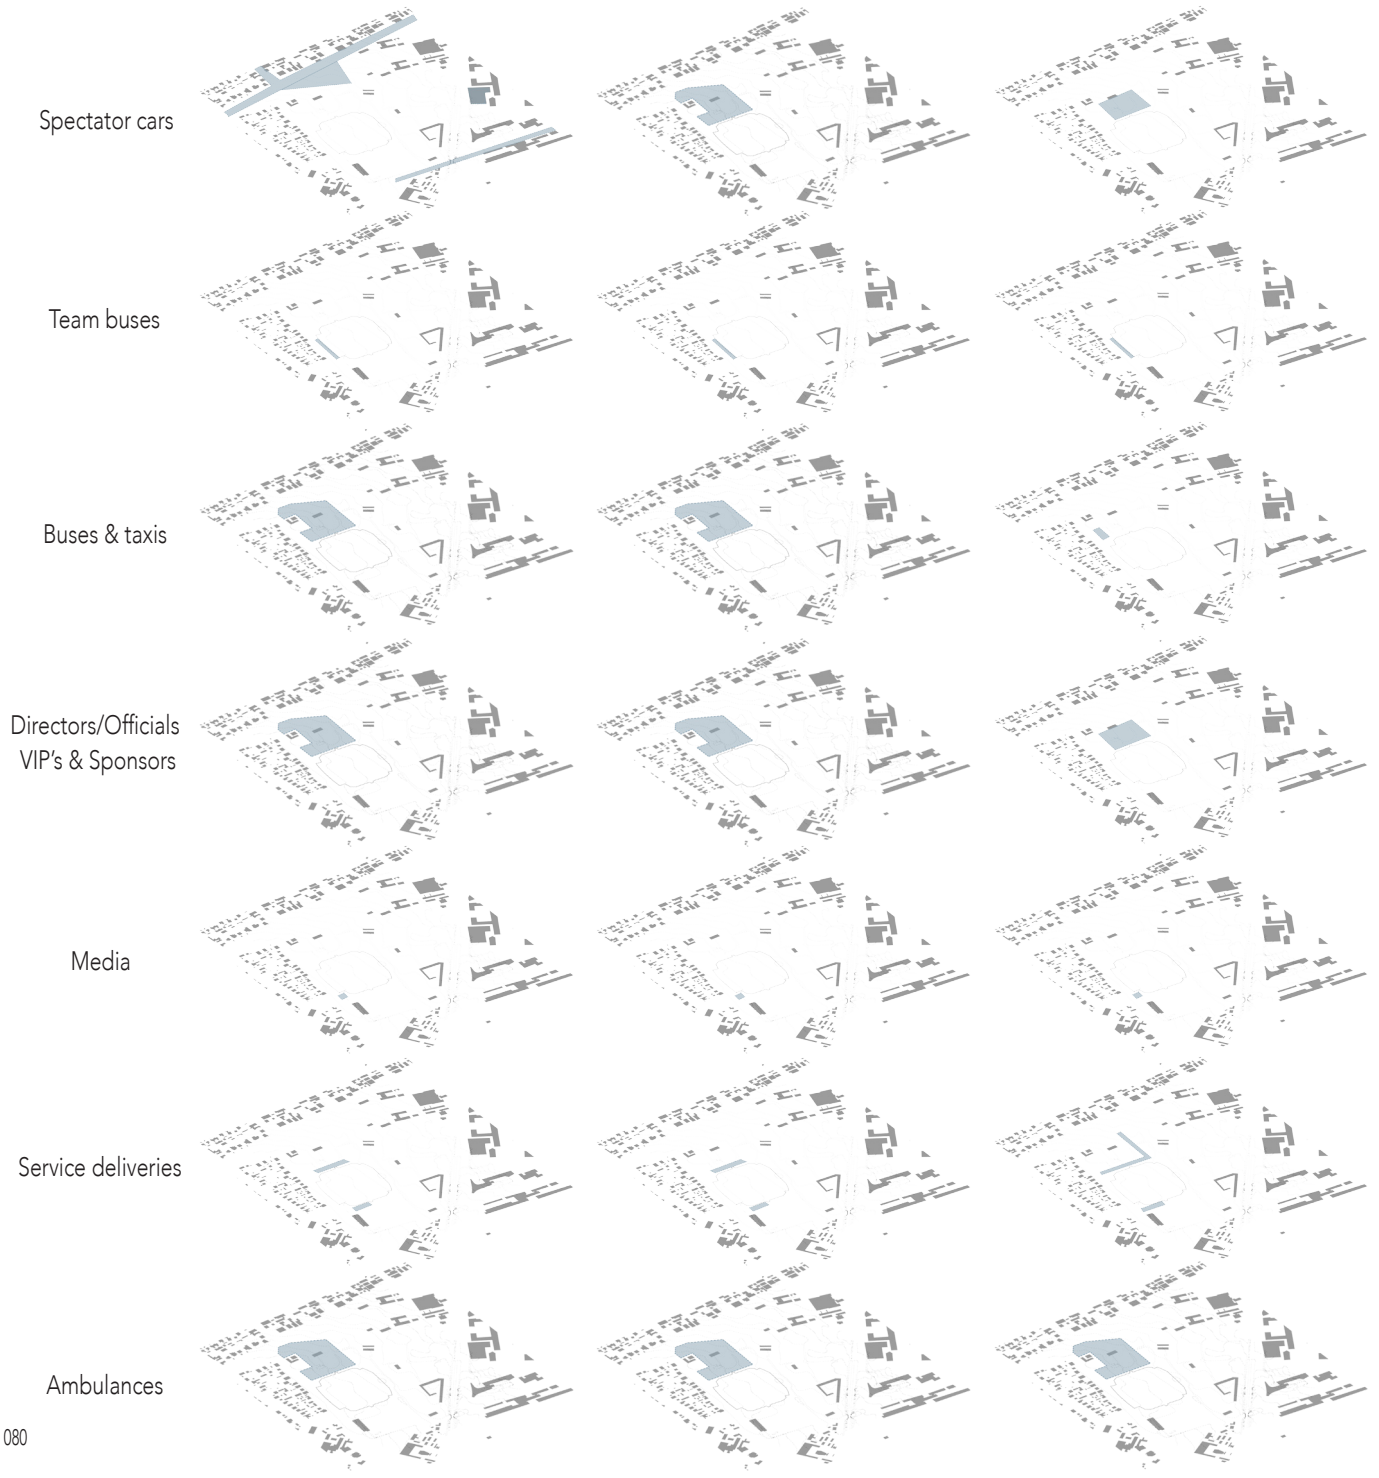 Spectator cars
Team buses
Buses & taxis
Directors/Officials
VIP's & Sponsors
Media
Service deliveries
Ambulances
080